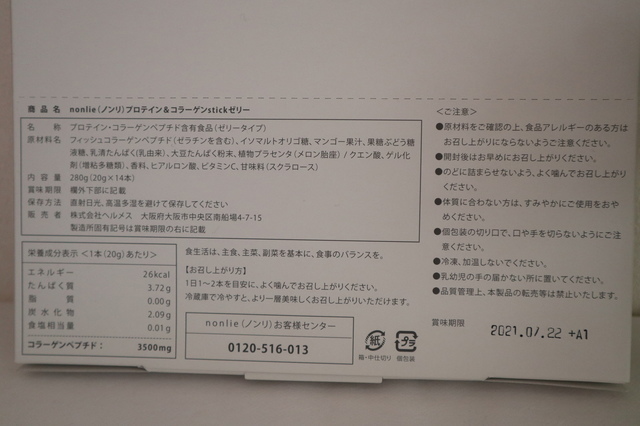 商品名 nonlie（ノンリ）プロテイン＆コラーゲンstickゼリー
名 称 プロテイン・コラーゲンペプチド含有食品（ゼリータイプ）
原材料名 フィッシュコラーゲンペプチド（ゼラチンを含む）、イソマルトオリゴ糖、マンゴー果汁、果糖ぶどう糖
液糖、乳清たんぱく（乳由来）、大豆たんぱく粉末、植物プラセンタ（メロン胎座）／クエン酸、ゲル化
剤（増粘多糖類）、香料、ヒアルロン酸、ビタミンC、甘味料（スクラロース）
内容量 280g（20g×14本）
賞味期限 欄外下部に記載
保存方法 直射日光、高温多湿を避けて保存してください
販売者 株式会社ヘルメス 大阪府大阪市中央区南船場4-7-15
製造所固有記号は賞味期限の右に記載
栄養成分表示 ＜1本（20g）あたり＞
エネルギー 26kcal
たんぱく質 3.72g
脂質 0.00g
炭水化物 2.09g
食塩相当量 0.01g
コラーゲンペプチド： 3500mg
食生活は、主食、主菜、副菜を基本に、食事のバランスを。
【お召し上がり方】
1日1〜2本を目安に、よく噛んでお召し上がりください。
冷蔵庫で冷やすと、より一層美味しくお召し上がりいただけます。
nonlie（ノンリ）お客様センター
0120-516-013
紙
箱・中仕切り
プラ
個包装
＜ご注意＞
●原材料をご確認の上、食品アレルギーのある方は
お召し上がりにならないようご注意ください。
●開封後はお早めにお召し上がりください。
●のどに詰まらせないよう、よく噛んでお召し上が
りください。
●体質に合わない方は、すみやかにご使用をおや
めください。
●個包装の切り口で、口や手を切らないようにご注
意ください。
●冷凍、加温しないでください。
●乳幼児の手の届かない所に置いてください。
●品質管理上、本製品の転売等は禁止いたします。
賞味期限 2021.07.22 +A1